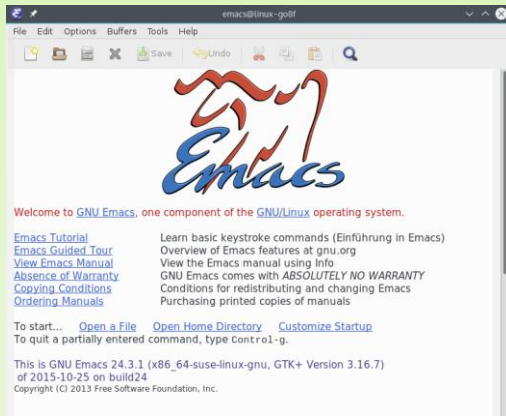 emacs@linux-go8f
File Edit Options Buffers Tools Help
Save Undo
Emacs
Welcome to GNU Emacs, one component of the GNU/Linux operating system.
Emacs Tutorial Learn basic keystroke commands (Einführung in Emacs)
Emacs Guided Tour Overview of Emacs features at gnu.org
View Emacs Manual View the Emacs manual using Info
Absence of Warranty GNU Emacs comes with ABSOLUTELY NO WARRANTY
Copying Conditions Conditions for redistributing and changing Emacs
Ordering Manuals Purchasing printed copies of manuals
To start... Open a File Open Home Directory Customize Startup
To quit a partially entered command, type Control-g.
This is GNU Emacs 24.3.1 (x86_64-suse-linux-gnu, GTK+ Version 3.16.7)
of 2015-10-25 on build24
Copyright (C) 2013 Free Software Foundation, Inc.